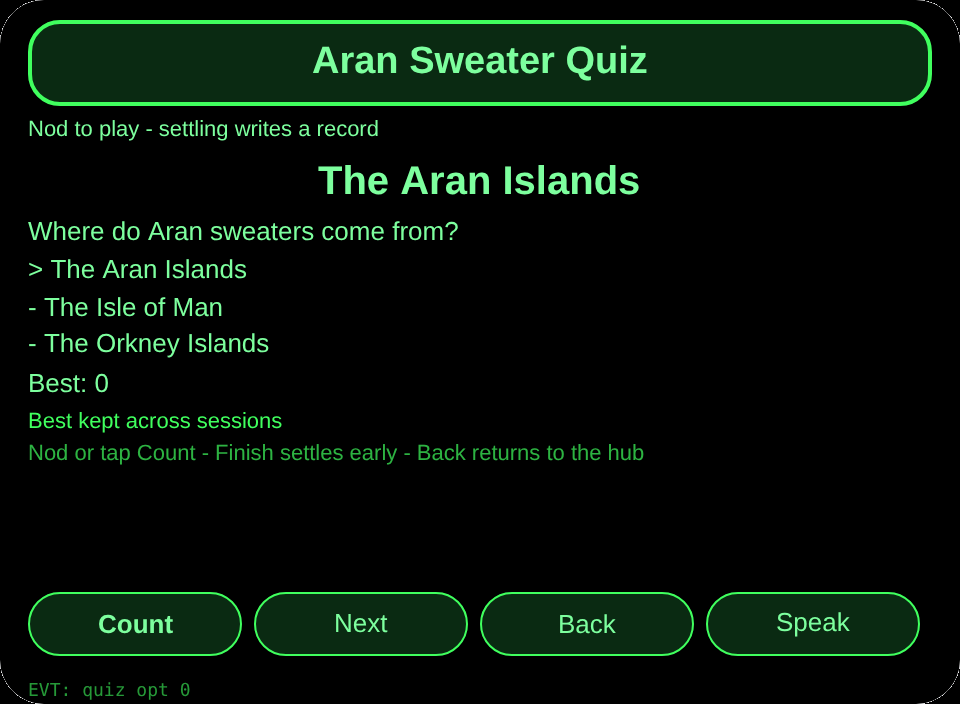 Aran Sweater Quiz
Nod to play - settling writes a record
The Aran Islands
Where do Aran sweaters come from?
> The Aran Islands
- The Isle of Man
- The Orkney Islands
Best: 0
Best kept across sessions
Nod or tap Count - Finish settles early - Back returns to the hub
Count Next Back Speak
EVT: quiz opt 0